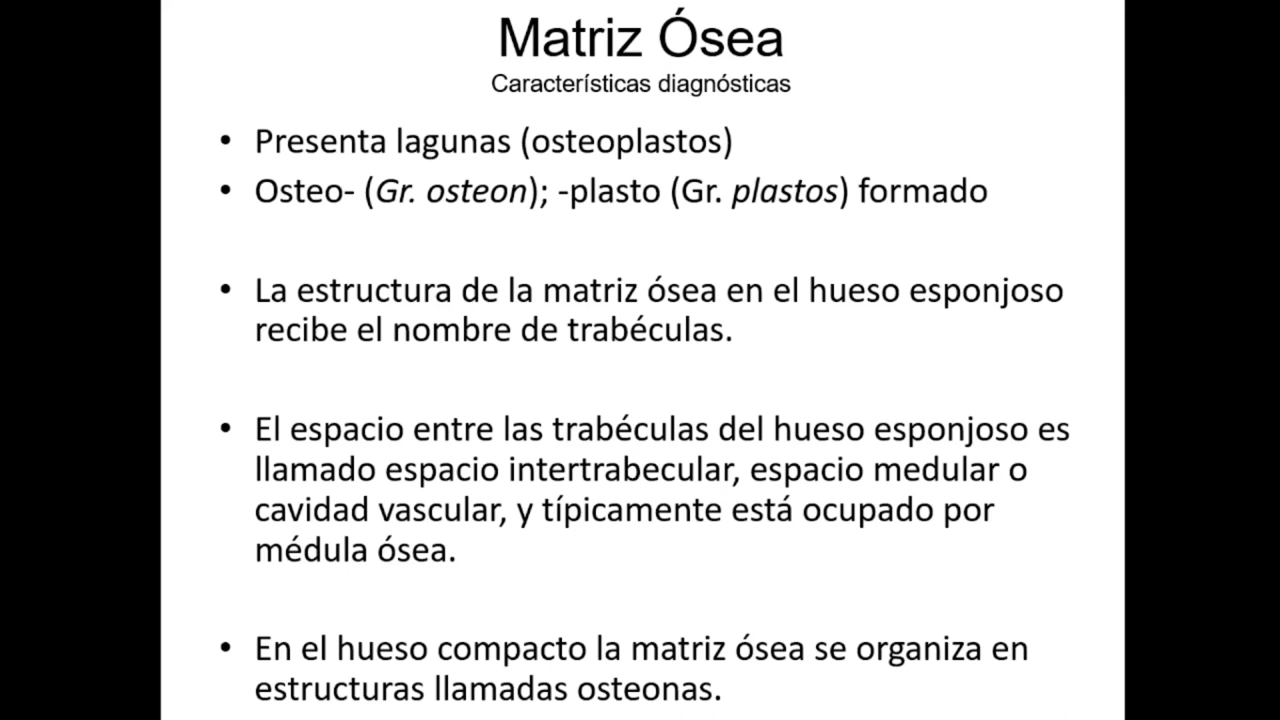 Matriz Ósea
Características diagnósticas
• Presenta lagunas (osteoplastos)
• Osteo- (Gr. osteon); -plasto (Gr. plastos) formado
• La estructura de la matriz ósea en el hueso esponjoso
recibe el nombre de trabéculas.
• El espacio entre las trabéculas del hueso esponjoso es
llamado espacio intertrabecular, espacio medular o
cavidad vascular, y típicamente está ocupado por
médula ósea.
• En el hueso compacto la matriz ósea se organiza en
estructuras llamadas osteonas.